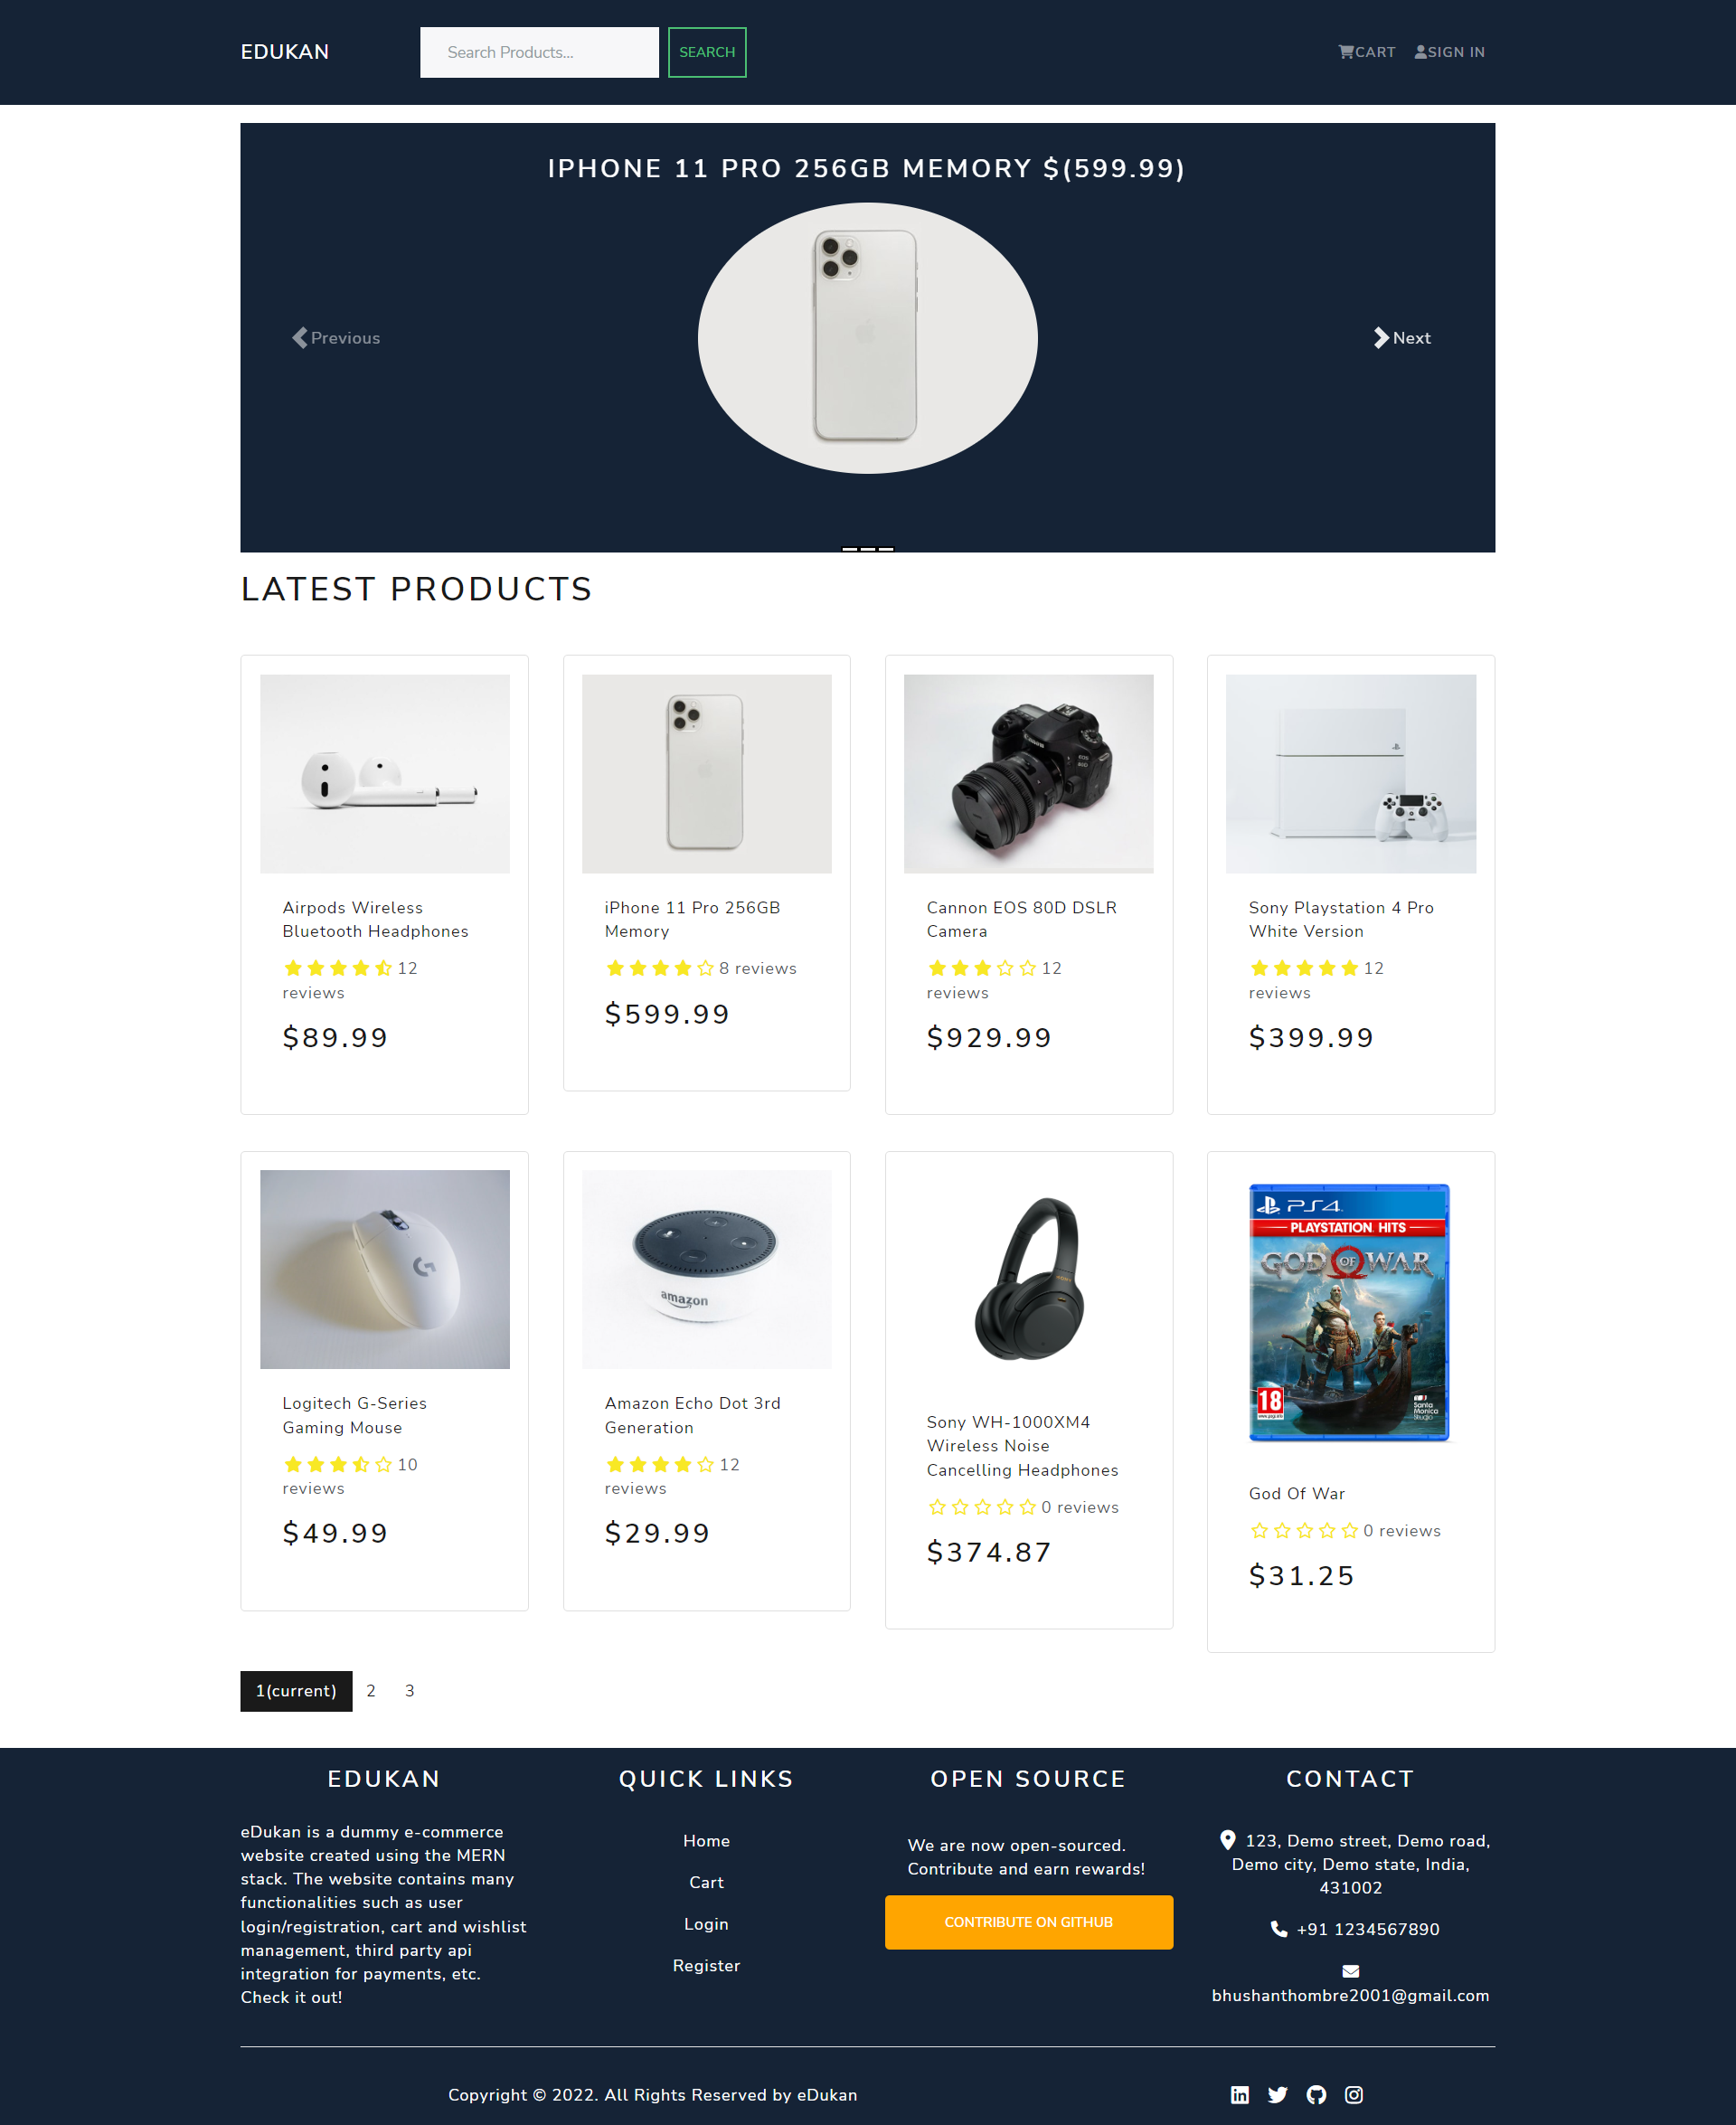 EDUKAN
Search Products...
SEARCH
CART
SIGN IN
IPHONE 11 PRO 256GB MEMORY $(599.99)
Previous
Next
LATEST PRODUCTS
Airpods Wireless
Bluetooth Headphones
12
reviews
$89.99
iPhone 11 Pro 256GB
Memory
8 reviews
$599.99
Canon
EOS
80D
Cannon EOS 80D DSLR
Camera
12
reviews
$929.99
Sony Playstation 4 Pro
White Version
12
reviews
$399.99
G
Logitech G-Series
Gaming Mouse
10
reviews
$49.99
amazon
Amazon Echo Dot 3rd
Generation
12
reviews
$29.99
SONY
Sony WH-1000XM4
Wireless Noise
Cancelling Headphones
0 reviews
$374.87
PS4
PLAYSTATION HITS
GOD OF WAR
18
Santa
Monica
Studio
God Of War
0 reviews
$31.25
1(current)
2
3
EDUKAN
eDukan is a dummy e-commerce
website created using the MERN
stack. The website contains many
functionalities such as user
login/registration, cart and wishlist
management, third party api
integration for payments, etc.
Check it out!
QUICK LINKS
Home
Cart
Login
Register
OPEN SOURCE
We are now open-sourced.
Contribute and earn rewards!
CONTRIBUTE ON GITHUB
CONTACT
123, Demo street, Demo road,
Demo city, Demo state, India,
431002
+91 1234567890
bhushanthombre2001@gmail.com
Copyright © 2022. All Rights Reserved by eDukan